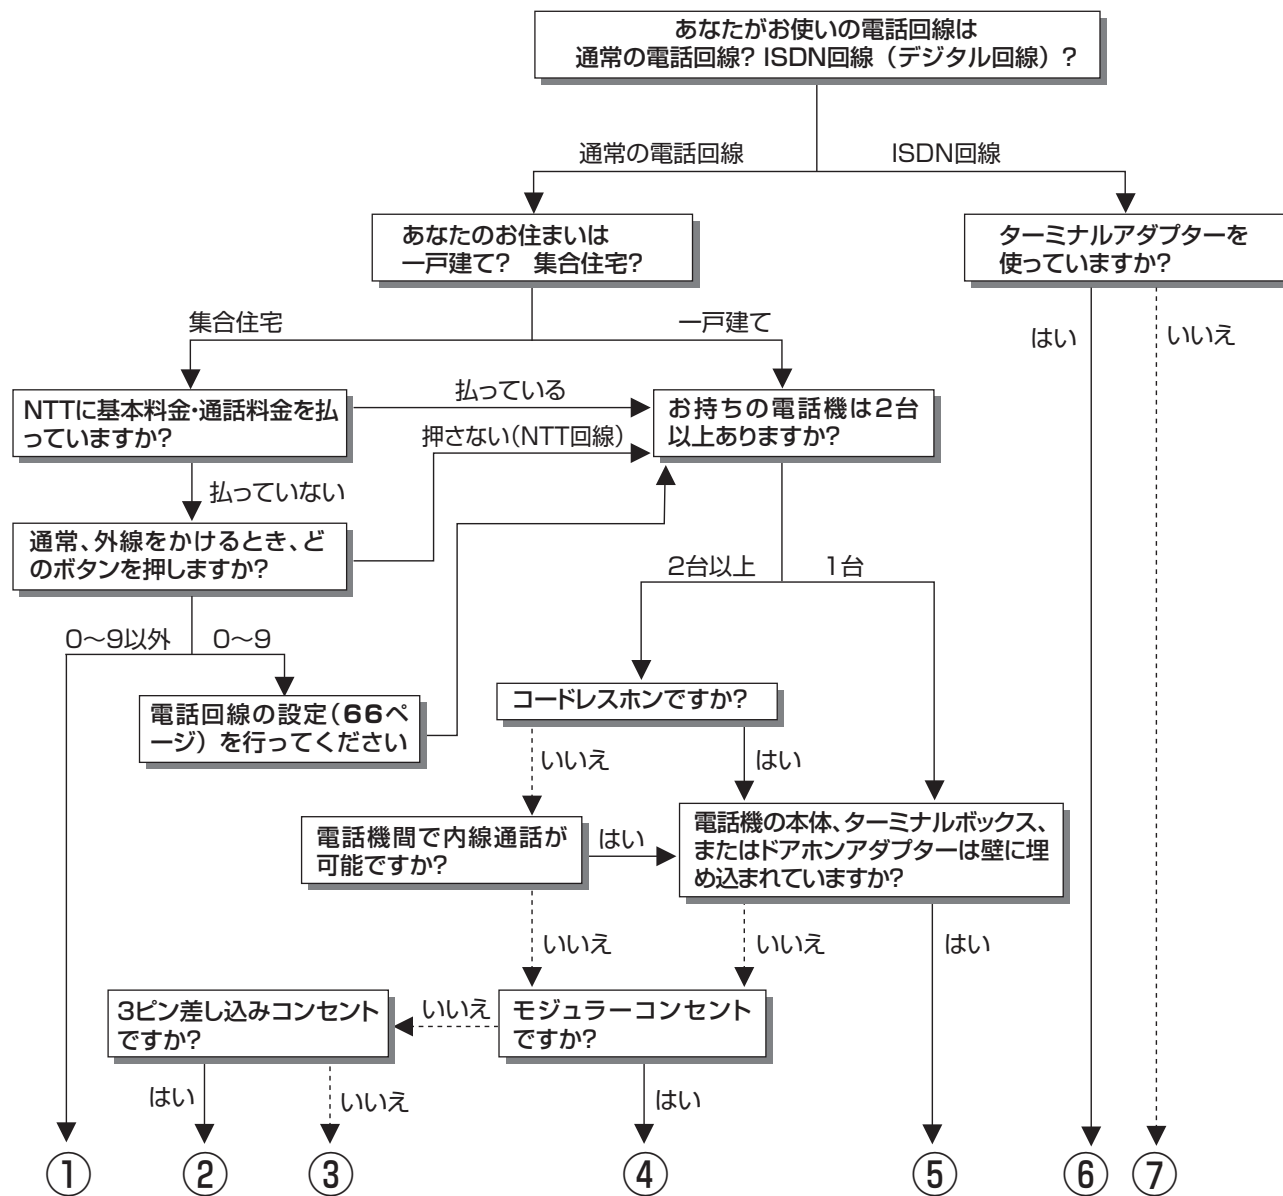 あなたがお使いの電話回線は
通常の電話回線? ISDN回線（デジタル回線）?
通常の電話回線
ISDN回線
あなたのお住まいは
一戸建て? 集合住宅?
ターミナルアダプターを
使っていますか?
集合住宅
一戸建て
はい
いいえ
NTTに基本料金・通話料金を払
っていますか?
払っている
お持ちの電話機は2台
以上ありますか?
押さない(NTT回線)
払っていない
通常、外線をかけるとき、ど
のボタンを押しますか?
2台以上
1台
0～9以外
0～9
電話回線の設定(66ペ
ージ）を行ってください
コードレスホンですか?
いいえ
はい
電話機間で内線通話が
可能ですか?
はい
電話機の本体、ターミナルボックス、
またはドアホンアダプターは壁に埋
め込まれていますか?
いいえ
いいえ
はい
3ピン差し込みコンセント
ですか?
いいえ
モジュラーコンセント
ですか?
はい
いいえ
はい
①
②
③
④
⑤
⑥
⑦